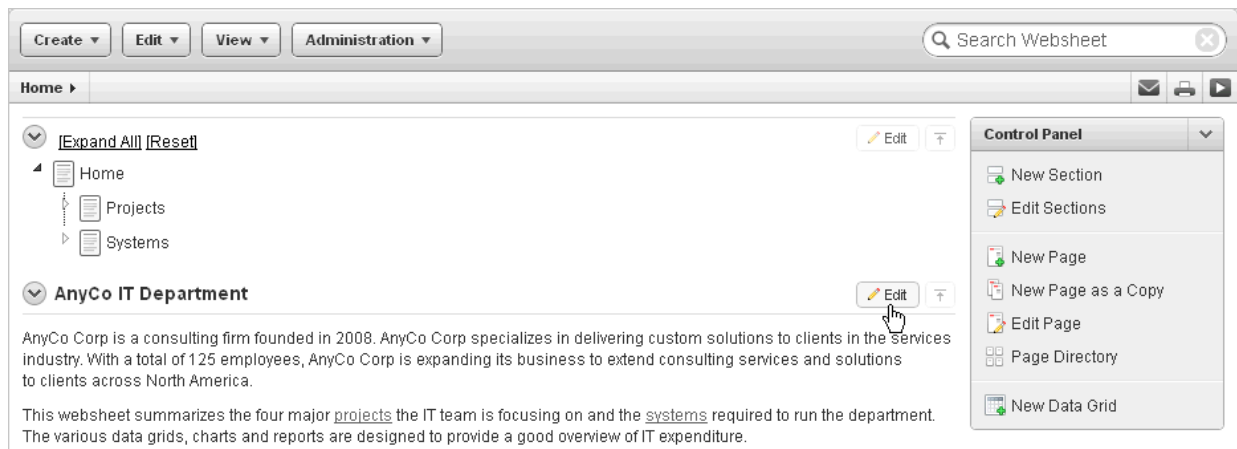 Create Edit View Administration Search Websheet
Home
[Expand All] [Reset] Edit
Home
Projects
Systems
AnyCo IT Department Edit
AnyCo Corp is a consulting firm founded in 2008. AnyCo Corp specializes in delivering custom solutions to clients in the services
industry. With a total of 125 employees, AnyCo Corp is expanding its business to extend consulting services and solutions
to clients across North America.
This websheet summarizes the four major projects the IT team is focusing on and the systems required to run the department.
The various data grids, charts and reports are designed to provide a good overview of IT expenditure.
Control Panel
New Section
Edit Sections
New Page
New Page as a Copy
Edit Page
Page Directory
New Data Grid